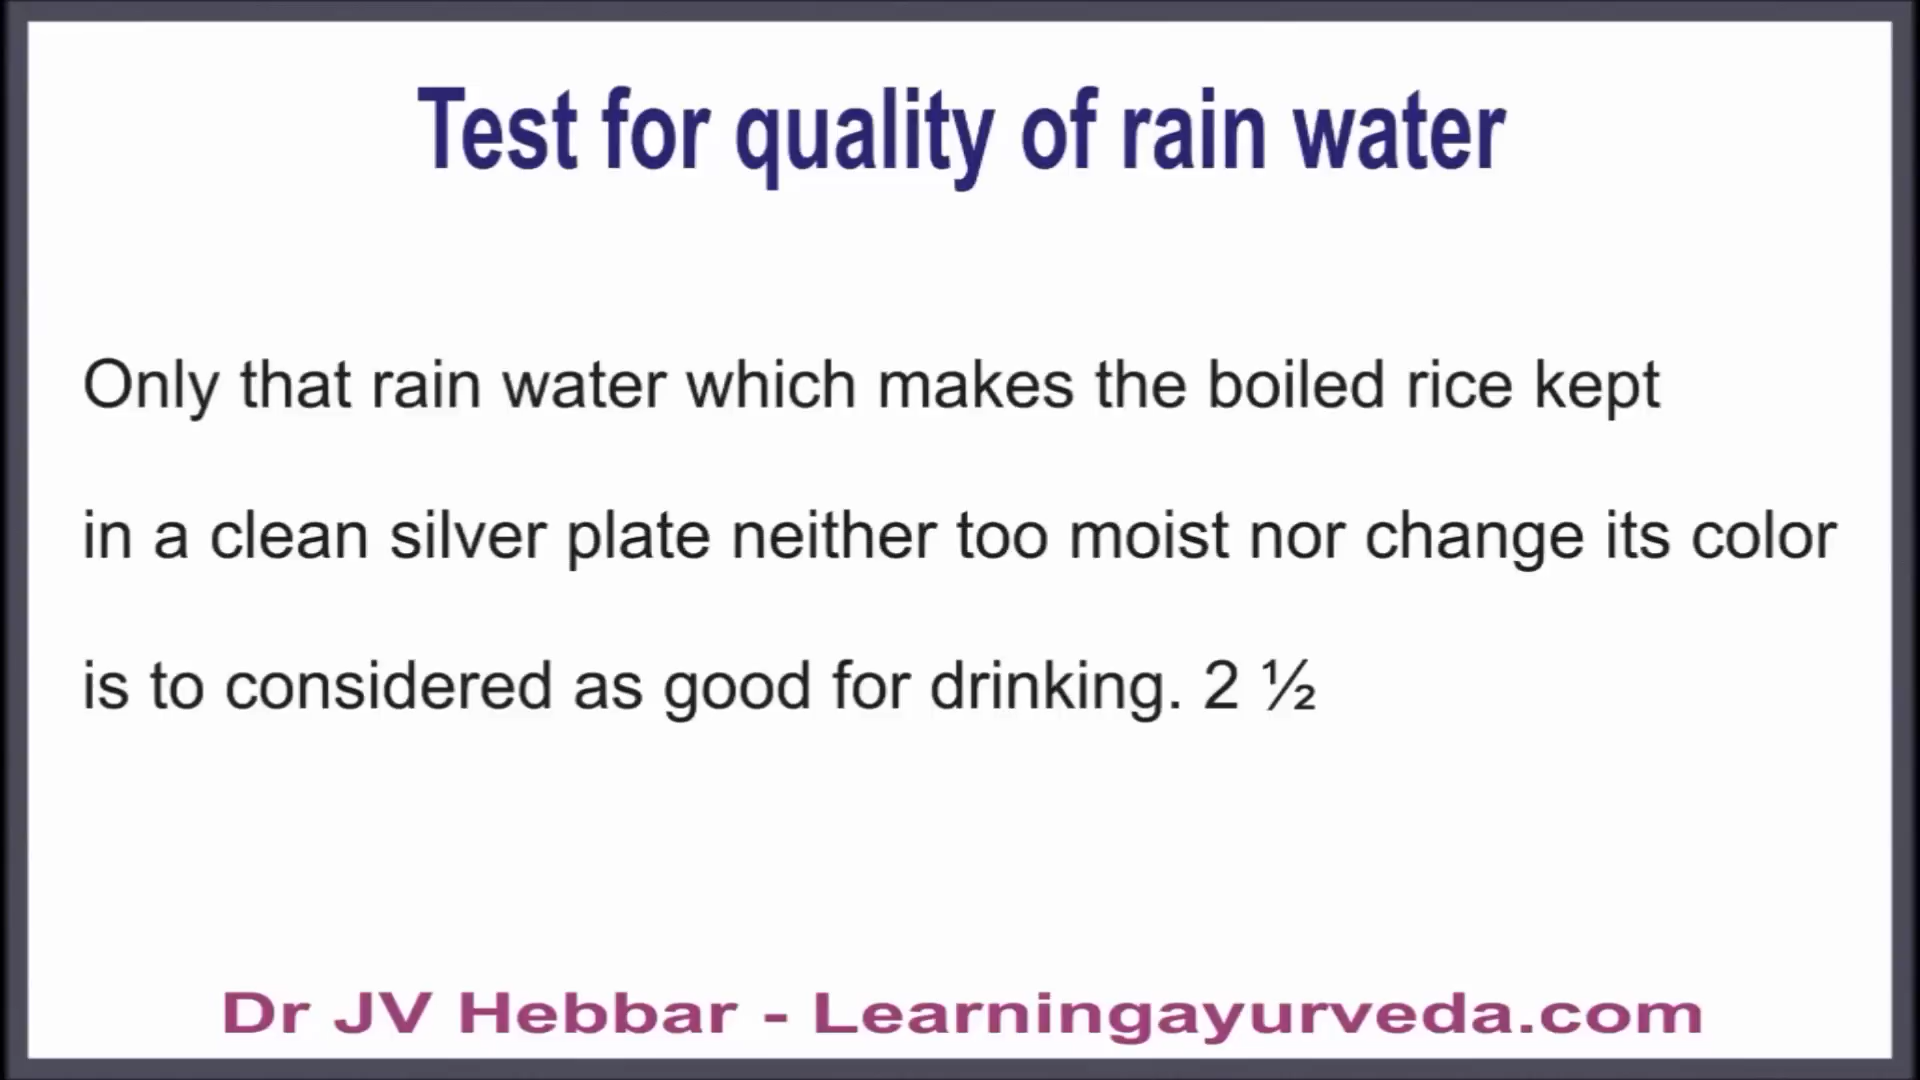 Test for quality of rain water
Only that rain water which makes the boiled rice kept
in a clean silver plate neither too moist nor change its color
is to considered as good for drinking. 2 ½
Dr JV Hebbar - Learningayurveda.com